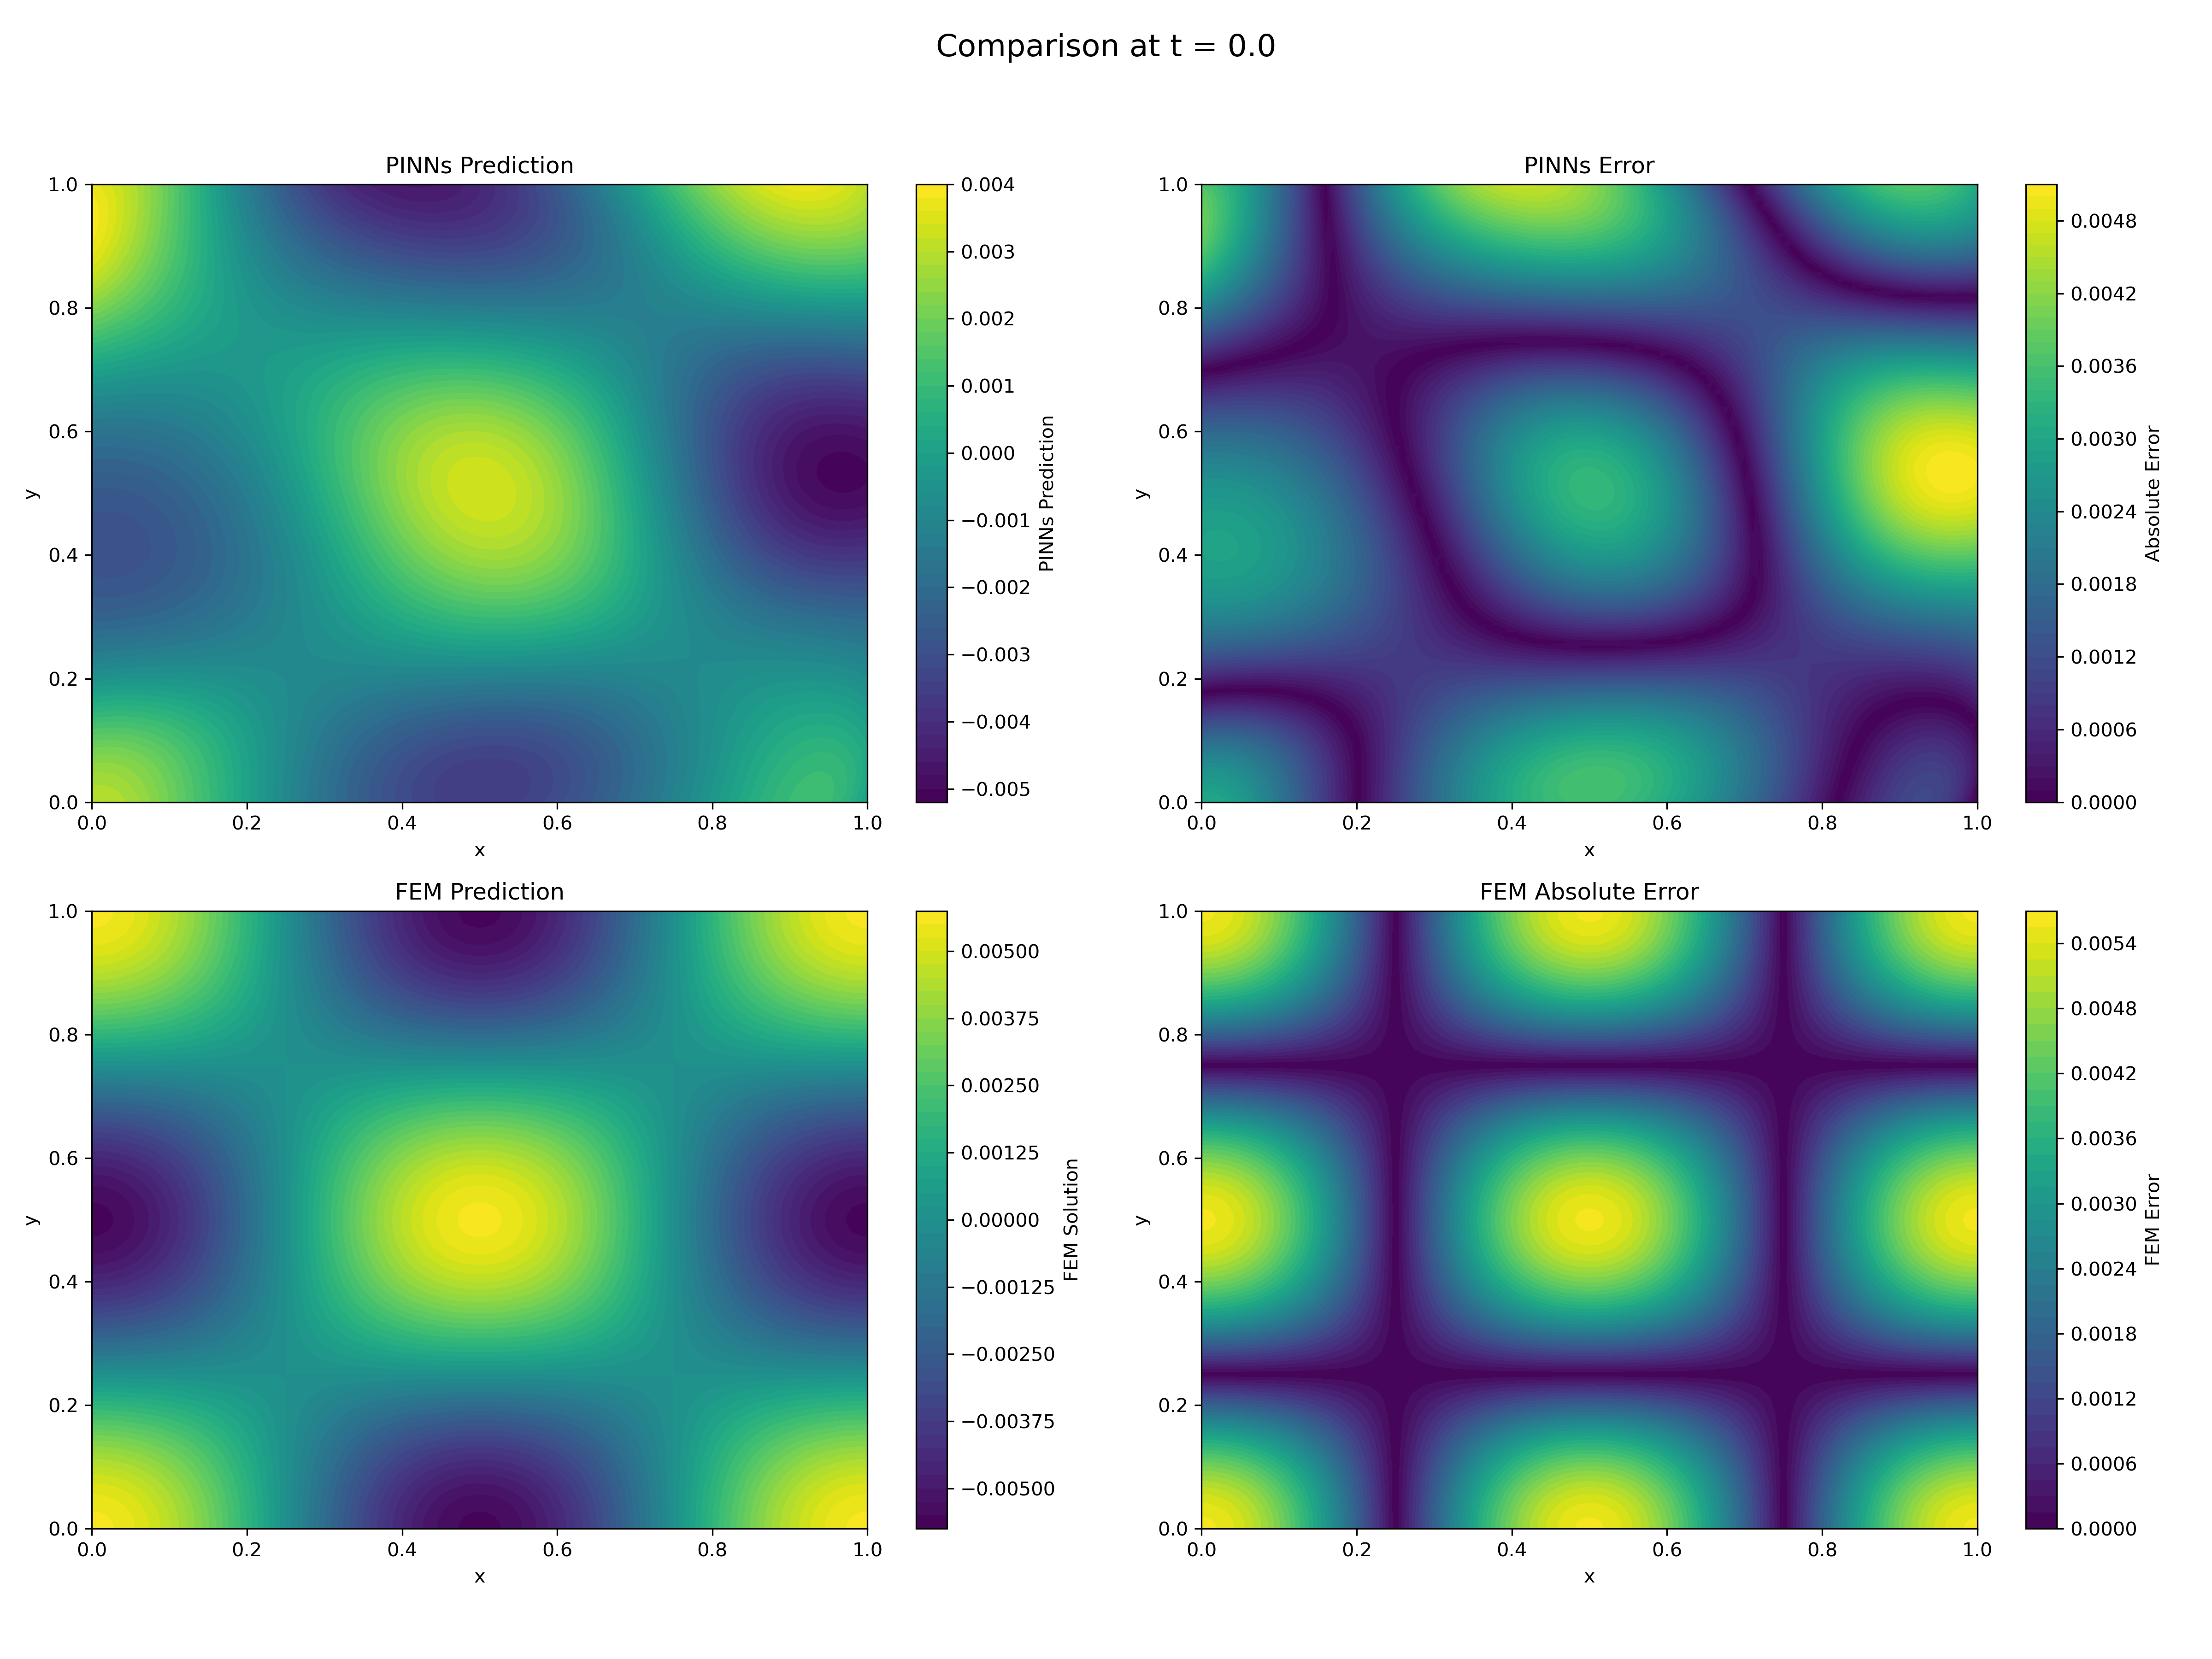 Comparison at t = 0.0
PINNs Prediction
1.0
0.8
0.6
0.4
0.2
0.0
y
0.0 0.2 0.4 0.6 0.8 1.0
x
0.004
0.003
0.002
0.001
0.000
−0.001
−0.002
−0.003
−0.004
−0.005
PINNs Prediction
PINNs Error
1.0
0.8
0.6
0.4
0.2
0.0
y
0.0 0.2 0.4 0.6 0.8 1.0
x
0.0048
0.0042
0.0036
0.0030
0.0024
0.0018
0.0012
0.0006
0.0000
Absolute Error
FEM Prediction
1.0
0.8
0.6
0.4
0.2
0.0
y
0.0 0.2 0.4 0.6 0.8 1.0
x
0.00500
0.00375
0.00250
0.00125
0.00000
−0.00125
−0.00250
−0.00375
−0.00500
FEM Solution
FEM Absolute Error
1.0
0.8
0.6
0.4
0.2
0.0
y
0.0 0.2 0.4 0.6 0.8 1.0
x
0.0054
0.0048
0.0042
0.0036
0.0030
0.0024
0.0018
0.0012
0.0006
0.0000
FEM Error